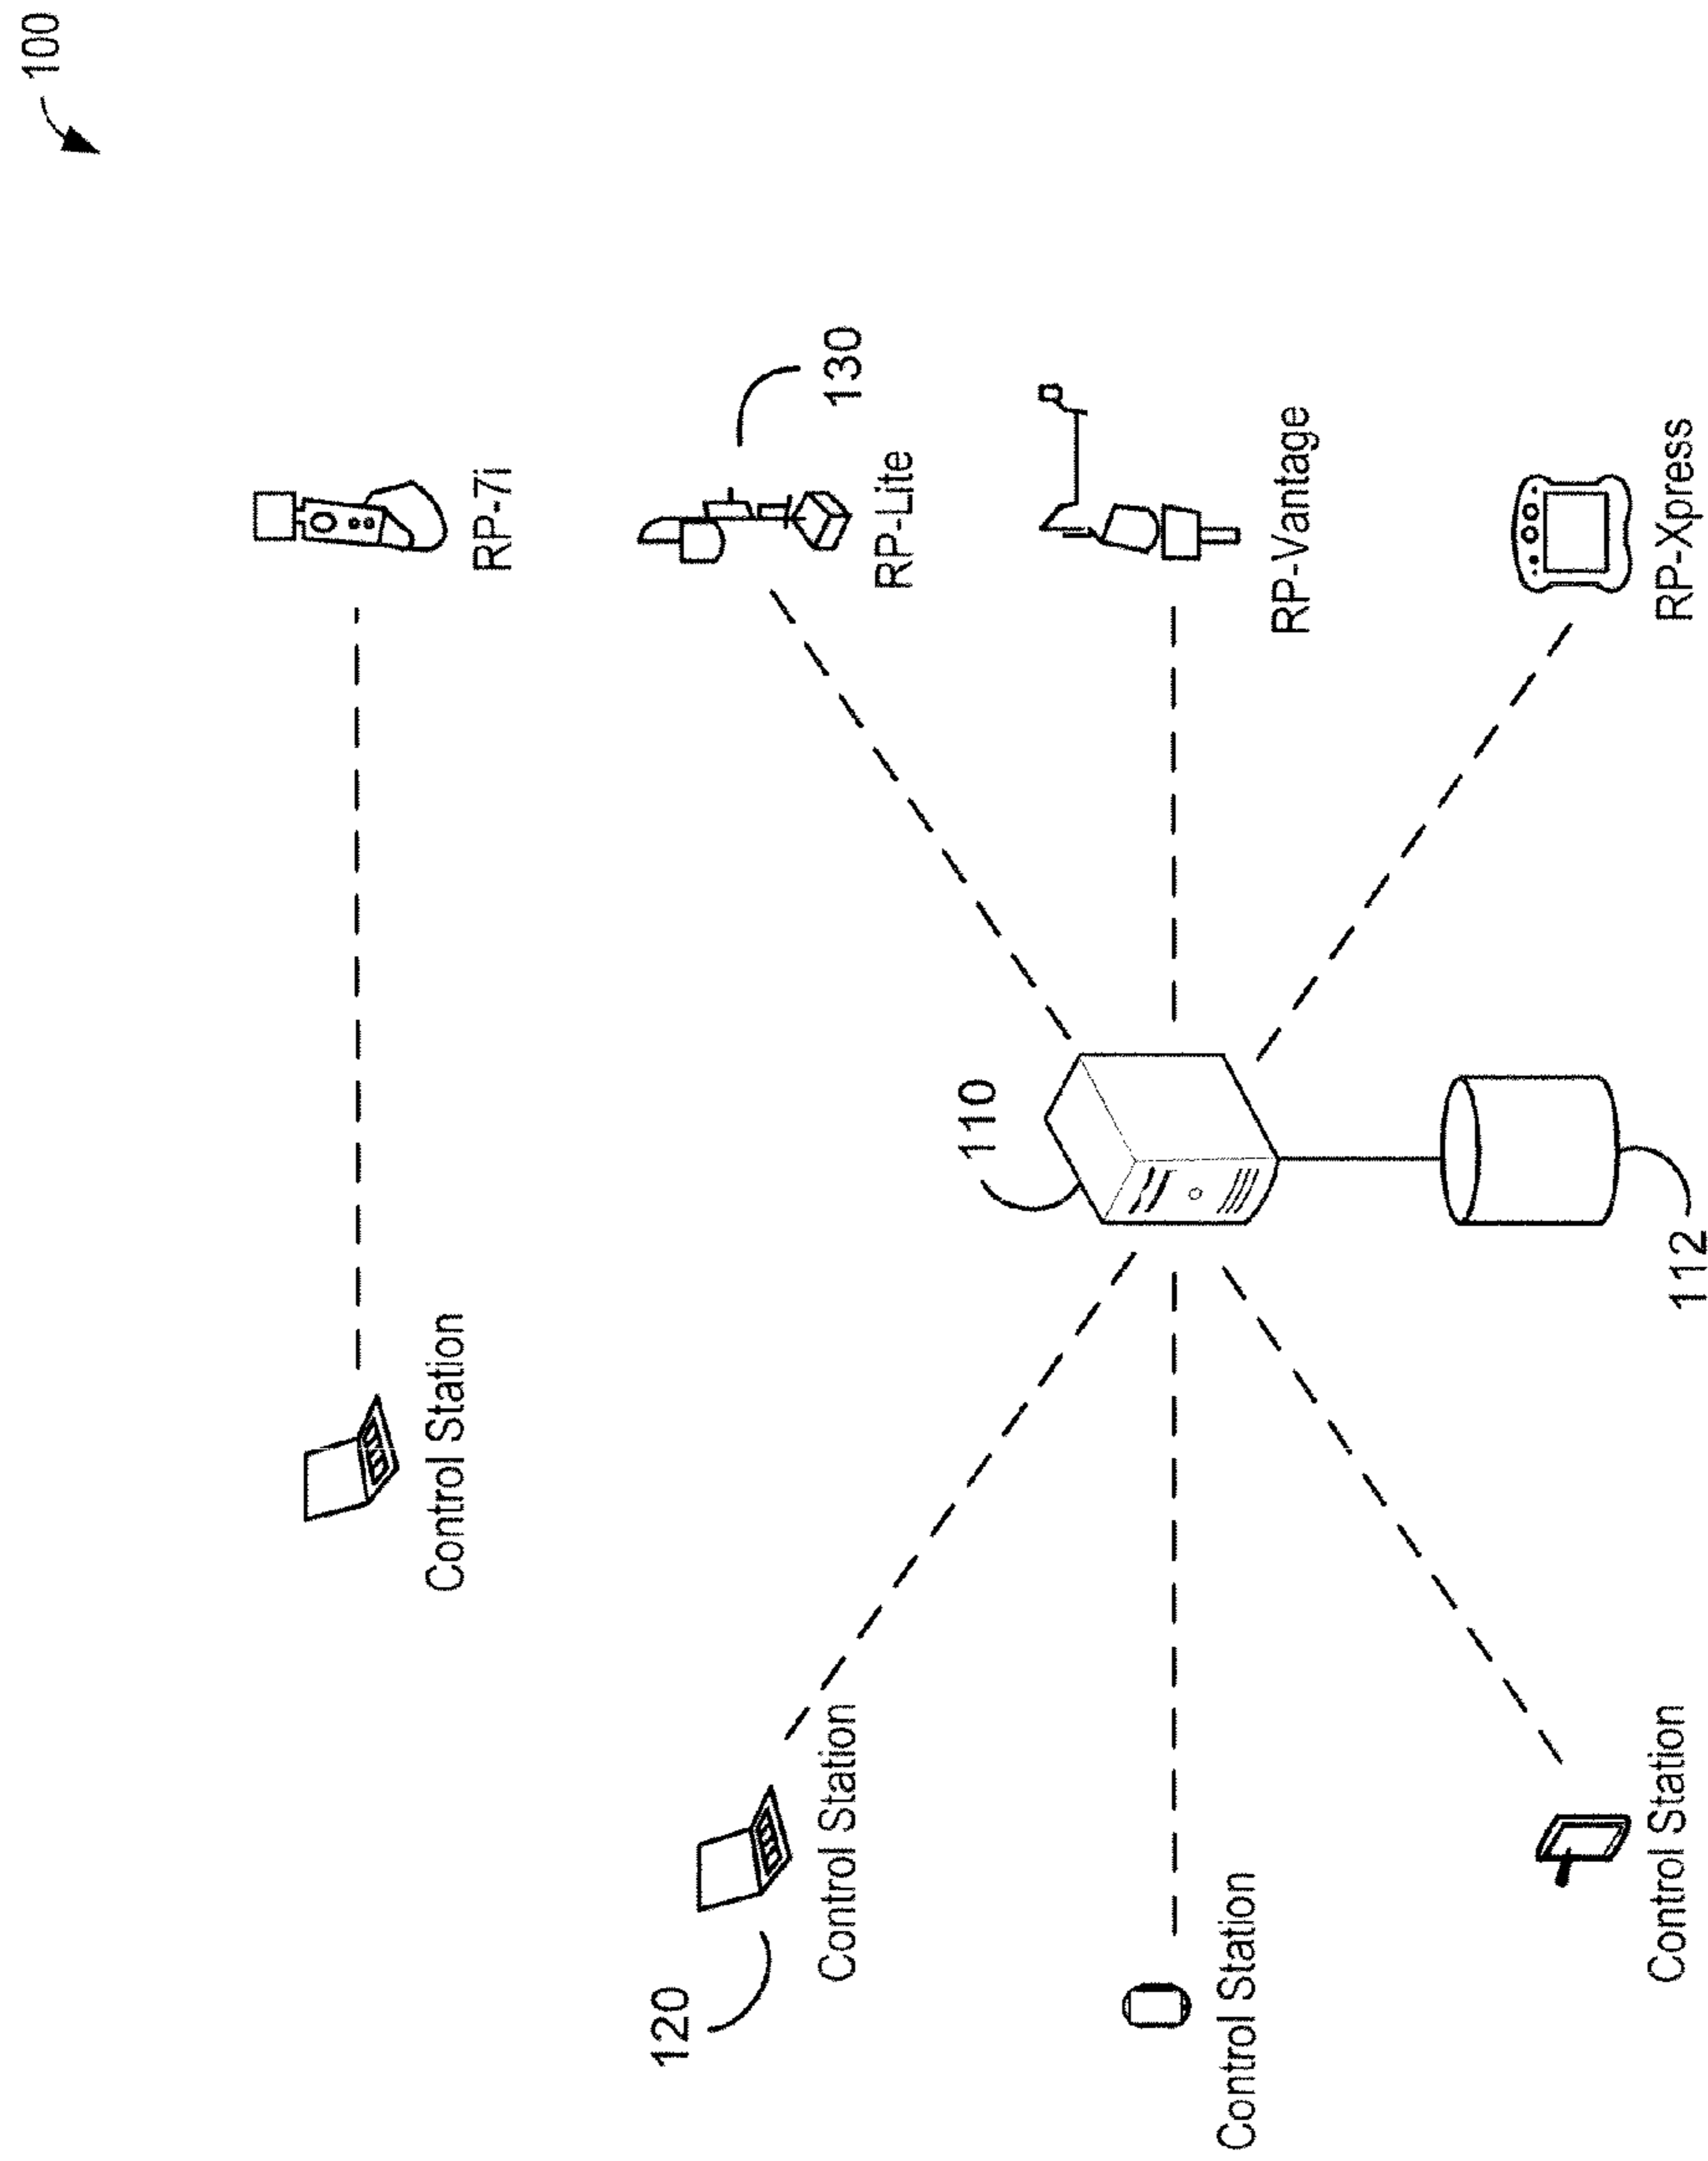 100
RP-7i
Control Station
130
RP-Lite
120
Control Station
110
RP-Vantage
Control Station
112
RP-Xpress
Control Station